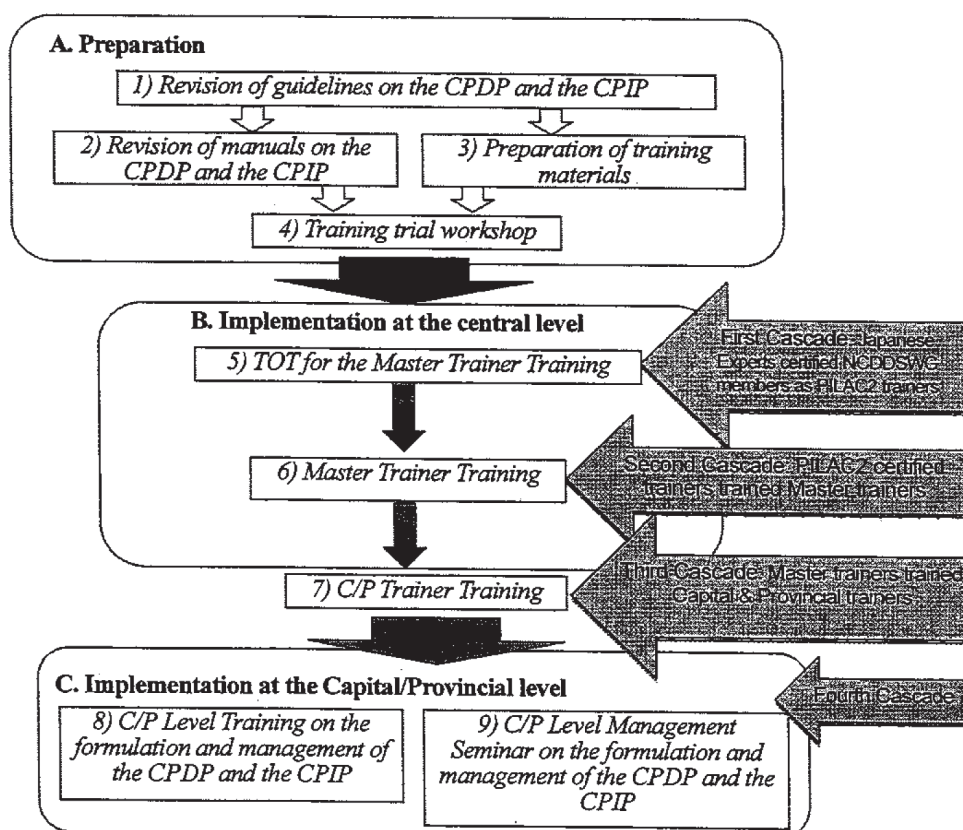 A. Preparation
1) Revision of guidelines on the CPDP and the CPIP
2) Revision of manuals on the
CPDP and the CPIP
3) Preparation of training
materials
4) Training trial workshop
B. Implementation at the central level
5) TOT for the Master Trainer Training
First Cascade: Japanese
Experts certified NCDDSWG
members as PILAC2 trainers
6) Master Trainer Training
Second Cascade: PILAC2 certified
trainers trained Master trainers
7) C/P Trainer Training
Third Cascade: Master trainers trained
Capital & Provincial trainers
C. Implementation at the Capital/Provincial level
Fourth Cascade
8) C/P Level Training on the
formulation and management of
the CPDP and the CPIP
9) C/P Level Management
Seminar on the formulation and
management of the CPDP and the
CPIP